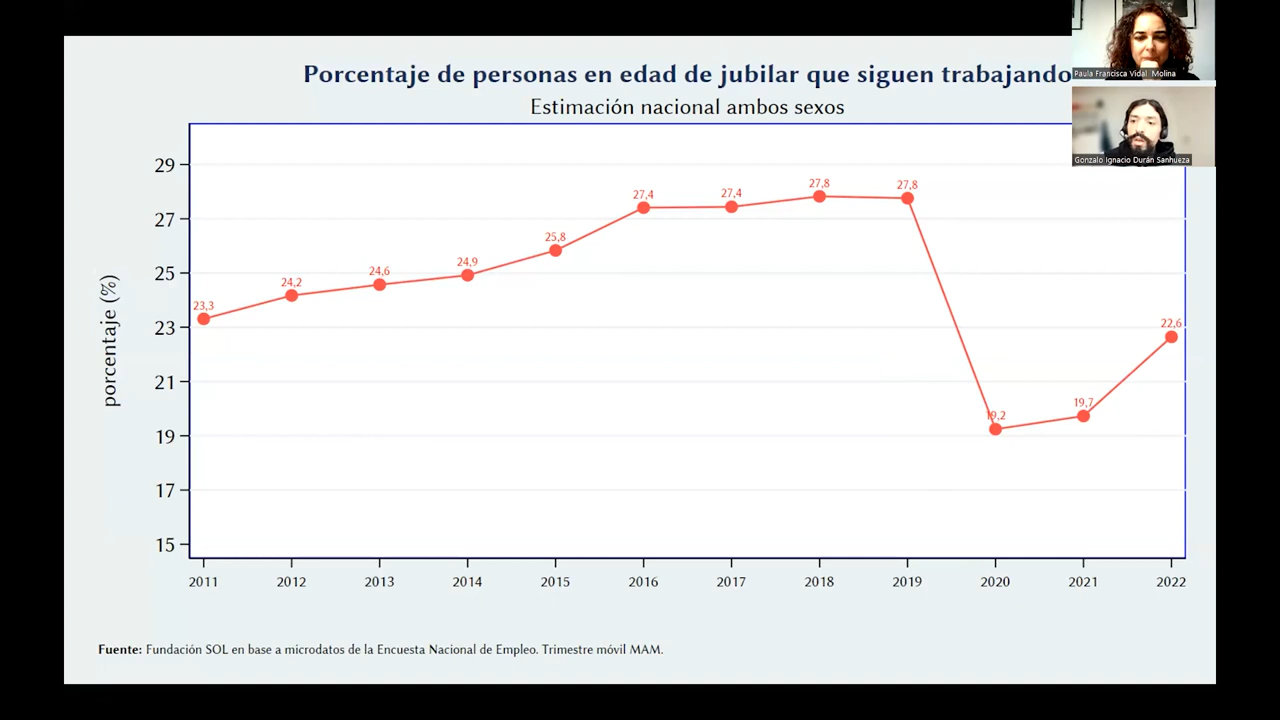 Porcentaje de personas en edad de jubilar que siguen trabajando
Estimación nacional ambos sexos
Paula Francisca Vidal Molina
Gonzalo Ignacio Durán Sanhueza
porcentaje (%)
29
27
25
23
21
19
17
15
23,3
24,2
24,6
24,9
25,8
27,4
27,4
27,8
27,8
19,2
19,7
22,6
2011 2012 2013 2014 2015 2016 2017 2018 2019 2020 2021 2022
Fuente: Fundación SOL en base a microdatos de la Encuesta Nacional de Empleo. Trimestre móvil MAM.